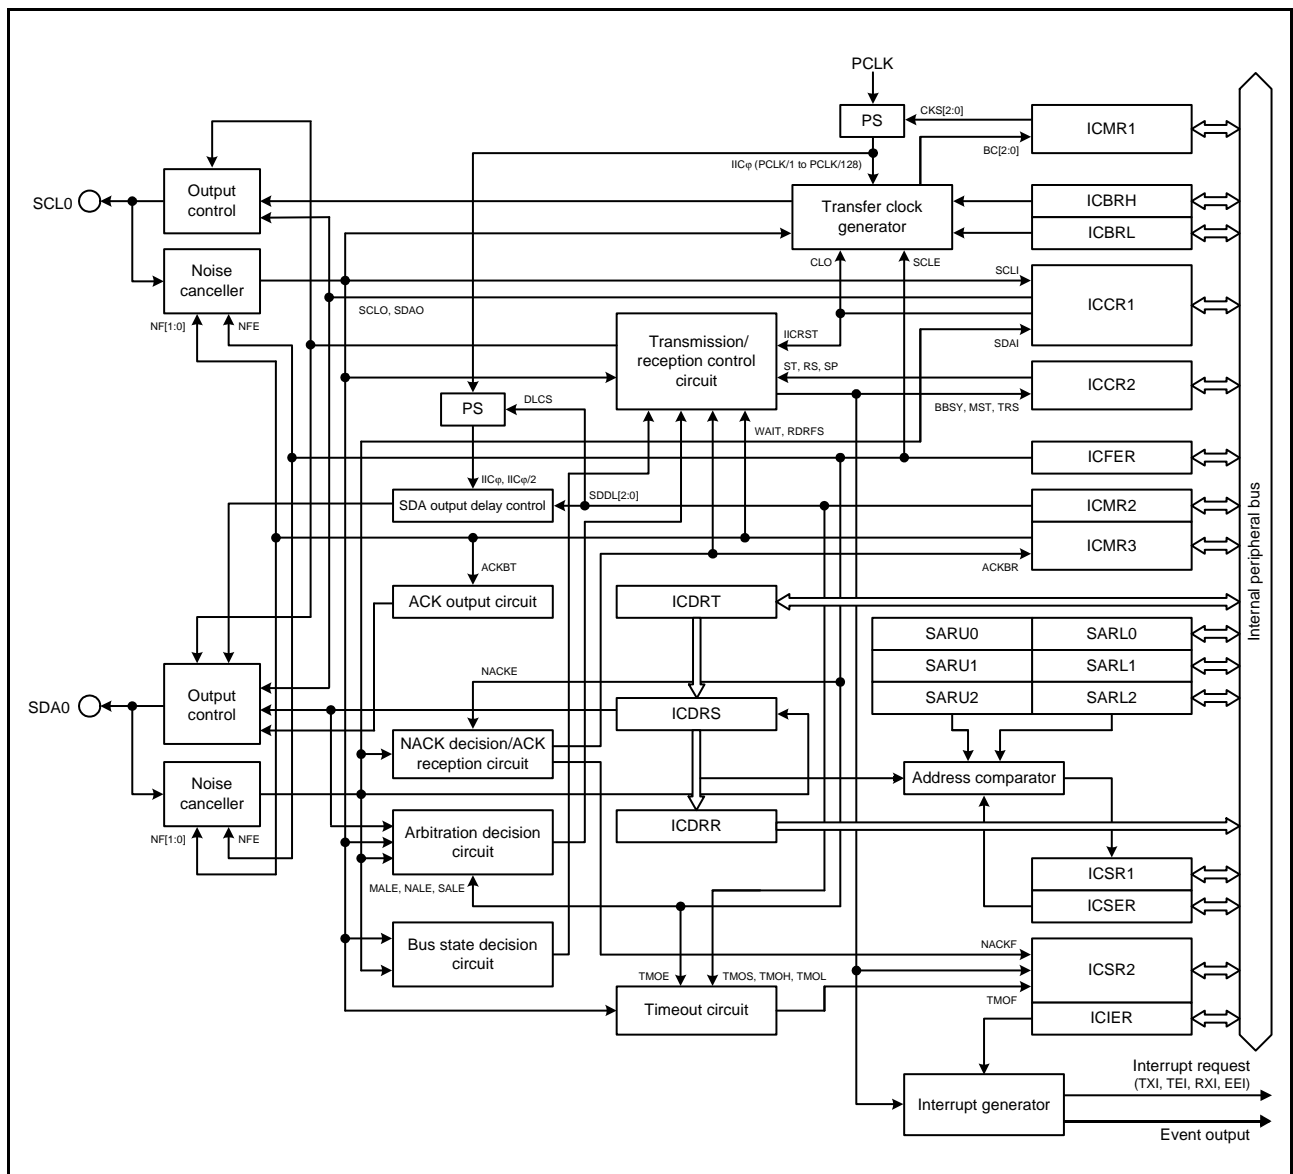 PCLK
PS
CKS[2:0]
ICMR1
BC[2:0]
IICφ (PCLK/1 to PCLK/128)
SCL0
Output
control
Transfer clock
generator
ICBRH
ICBRL
Noise
canceller
CLO
SCLE
SCLI
ICCR1
NF[1:0]
NFE
SCLO, SDAO
Transmission/
reception control
circuit
IICRST
SDAI
ST, RS, SP
ICCR2
BBSY, MST, TRS
PS
DLCS
WAIT, RDRFS
ICFER
IICφ, IICφ/2
SDA output delay control
SDDL[2:0]
ICMR2
ICMR3
ACKBT
ACKBR
ACK output circuit
ICDRT
Internal peripheral bus
SARU0
SARL0
SARU1
SARL1
SARU2
SARL2
SDA0
Output
control
NACKE
ICDRS
NACK decision/ACK
reception circuit
Noise
canceller
Address comparator
ICDRR
NF[1:0]
NFE
Arbitration decision
circuit
MALE, NALE, SALE
ICSR1
ICSER
Bus state decision
circuit
NACKF
ICSR2
TMOE
TMOS, TMOH, TMOL
Timeout circuit
TMOF
ICIER
Interrupt generator
Interrupt request
(TXI, TEI, RXI, EEI)
Event output